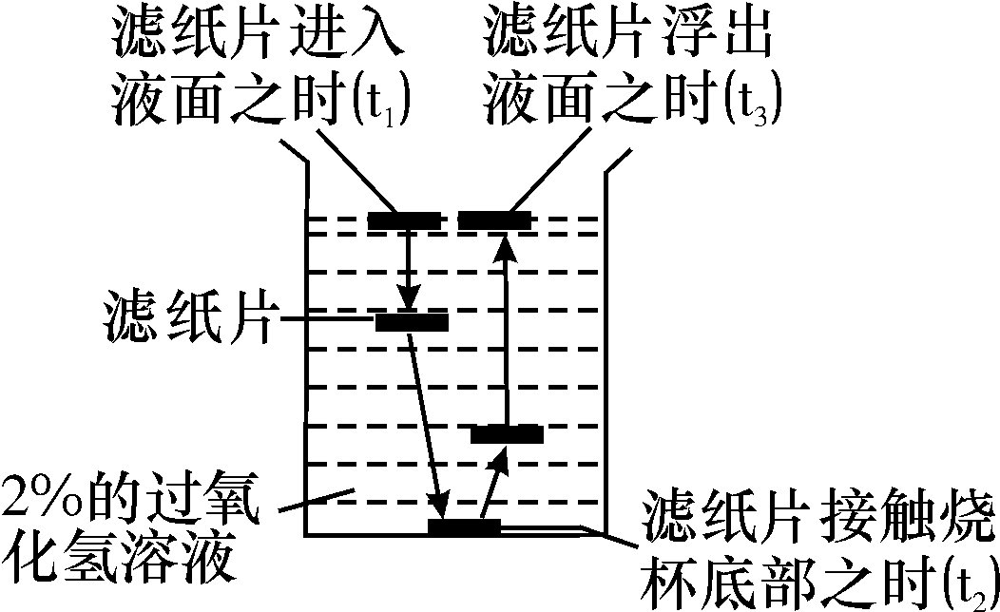 滤纸片进入
液面之时(t₁)
滤纸片浮出
液面之时(t₃)
滤纸片
2%的过氧
化氢溶液
滤纸片接触烧
杯底部之时(t₂)